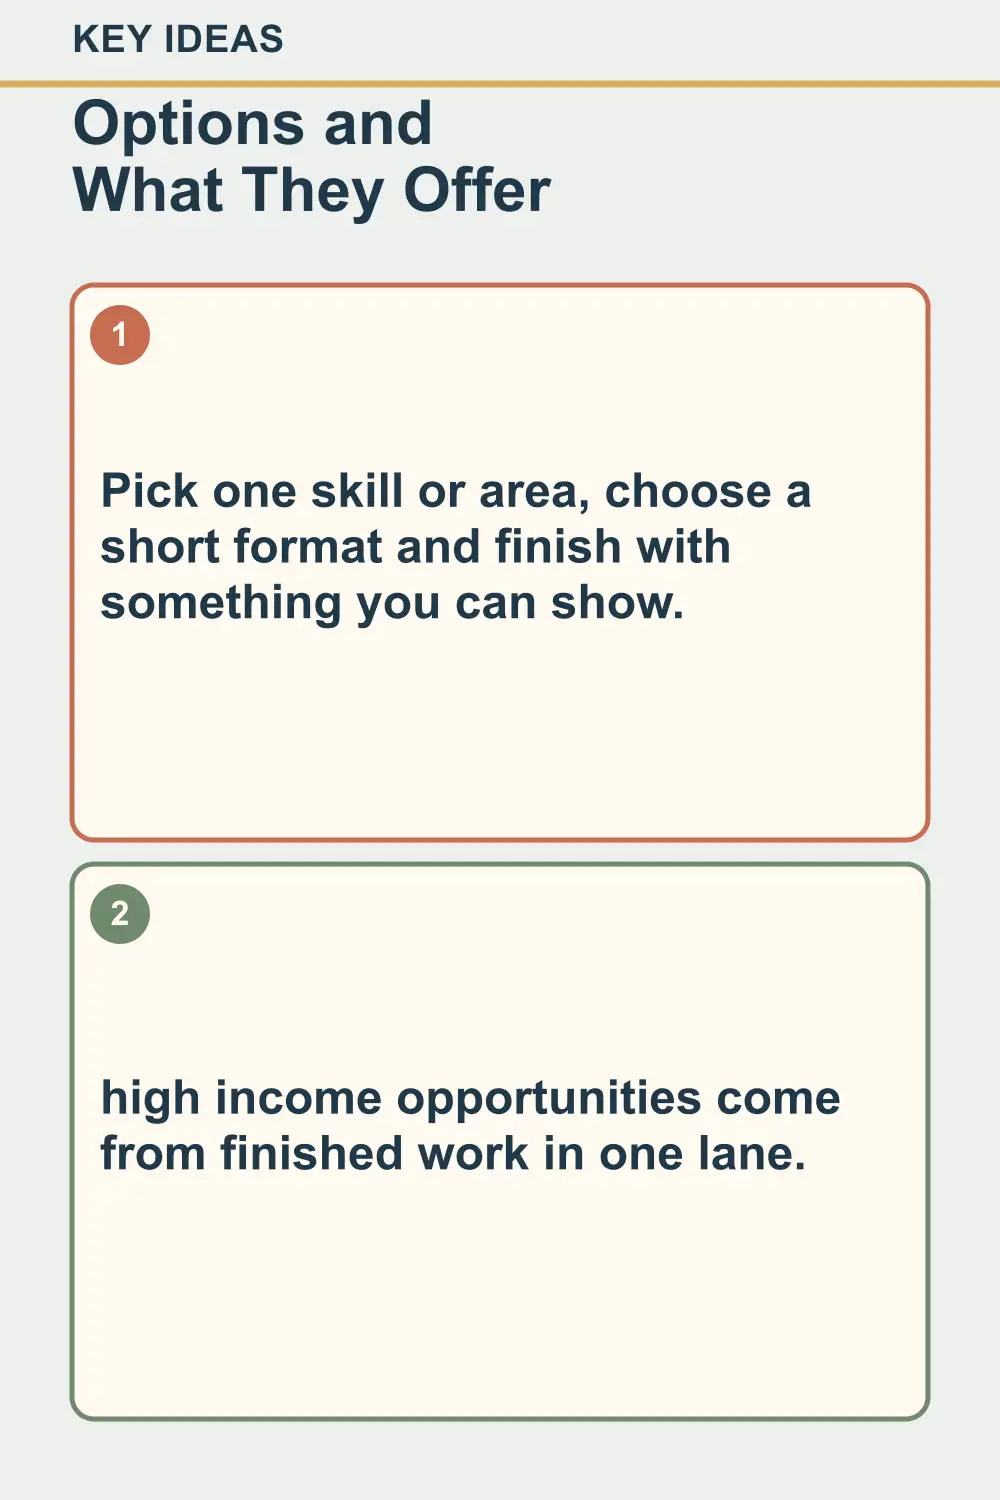 KEY IDEAS
Options and
What They Offer
1
Pick one skill or area, choose a
short format and finish with
something you can show.
2
high income opportunities come
from finished work in one lane.